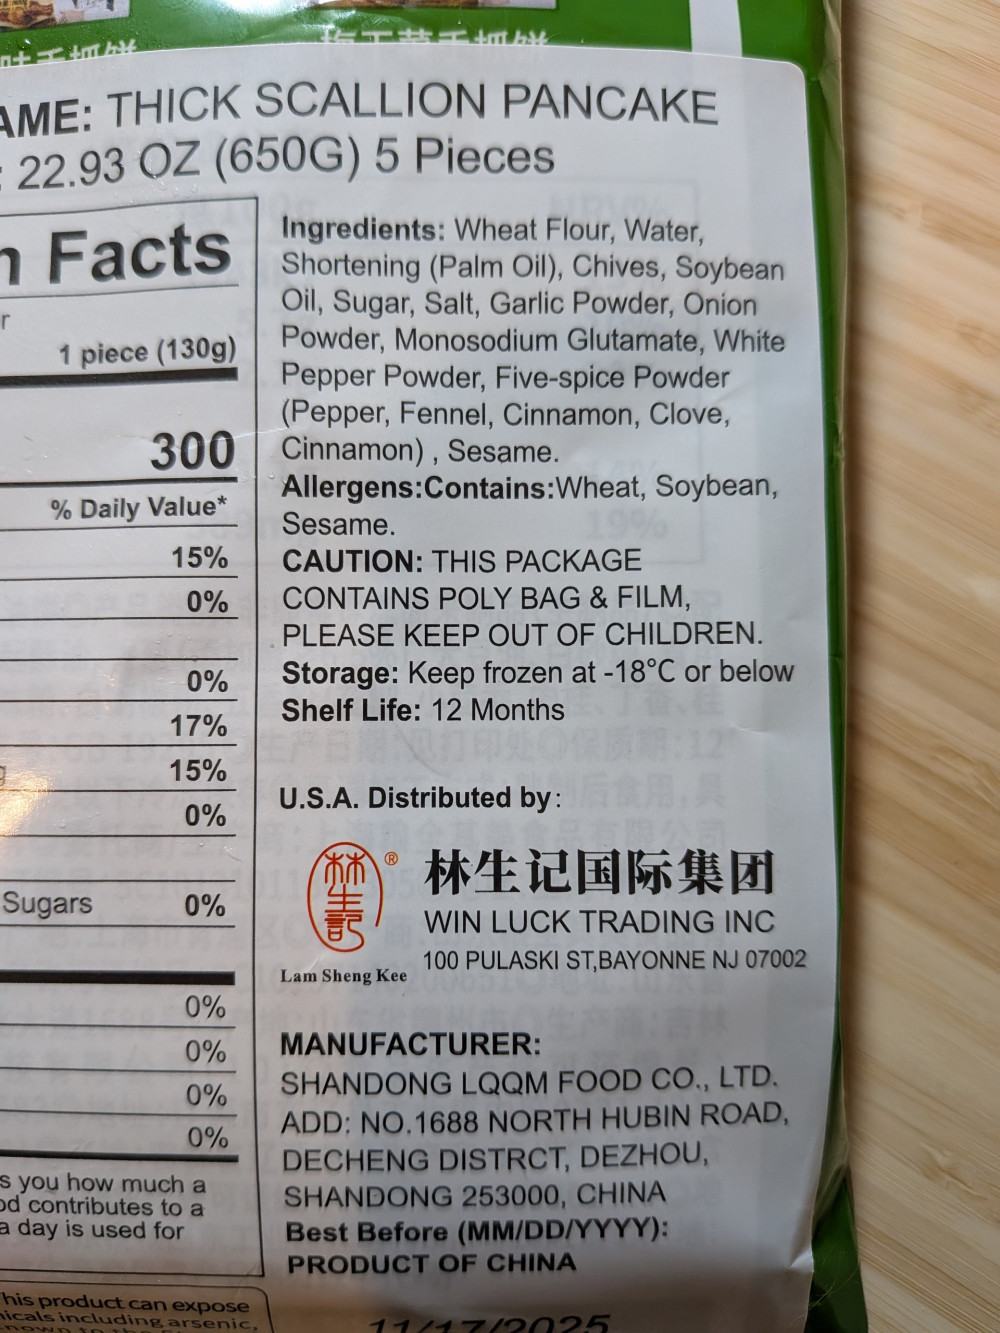 AME: THICK SCALLION PANCAKE
: 22.93 OZ (650G) 5 Pieces
n Facts
r
1 piece (130g)
300
% Daily Value*
15%
0%
0%
17%
g 15%
0%
Sugars 0%
0%
0%
0%
0%
s you how much a
od contributes to a
a day is used for
Ingredients: Wheat Flour, Water,
Shortening (Palm Oil), Chives, Soybean
Oil, Sugar, Salt, Garlic Powder, Onion
Powder, Monosodium Glutamate, White
Pepper Powder, Five-spice Powder
(Pepper, Fennel, Cinnamon, Clove,
Cinnamon) , Sesame.
Allergens:Contains:Wheat, Soybean,
Sesame.
CAUTION: THIS PACKAGE
CONTAINS POLY BAG & FILM,
PLEASE KEEP OUT OF CHILDREN.
Storage: Keep frozen at -18°C or below
Shelf Life: 12 Months
U.S.A. Distributed by:
林生記®
Lam Sheng Kee
林生记国际集团
WIN LUCK TRADING INC
100 PULASKI ST,BAYONNE NJ 07002
MANUFACTURER:
SHANDONG LQQM FOOD CO., LTD.
ADD: NO.1688 NORTH HUBIN ROAD,
DECHENG DISTRCT, DEZHOU,
SHANDONG 253000, CHINA
Best Before (MM/DD/YYYY):
PRODUCT OF CHINA
his product can expose
icals including arsenic,
11/17/2025